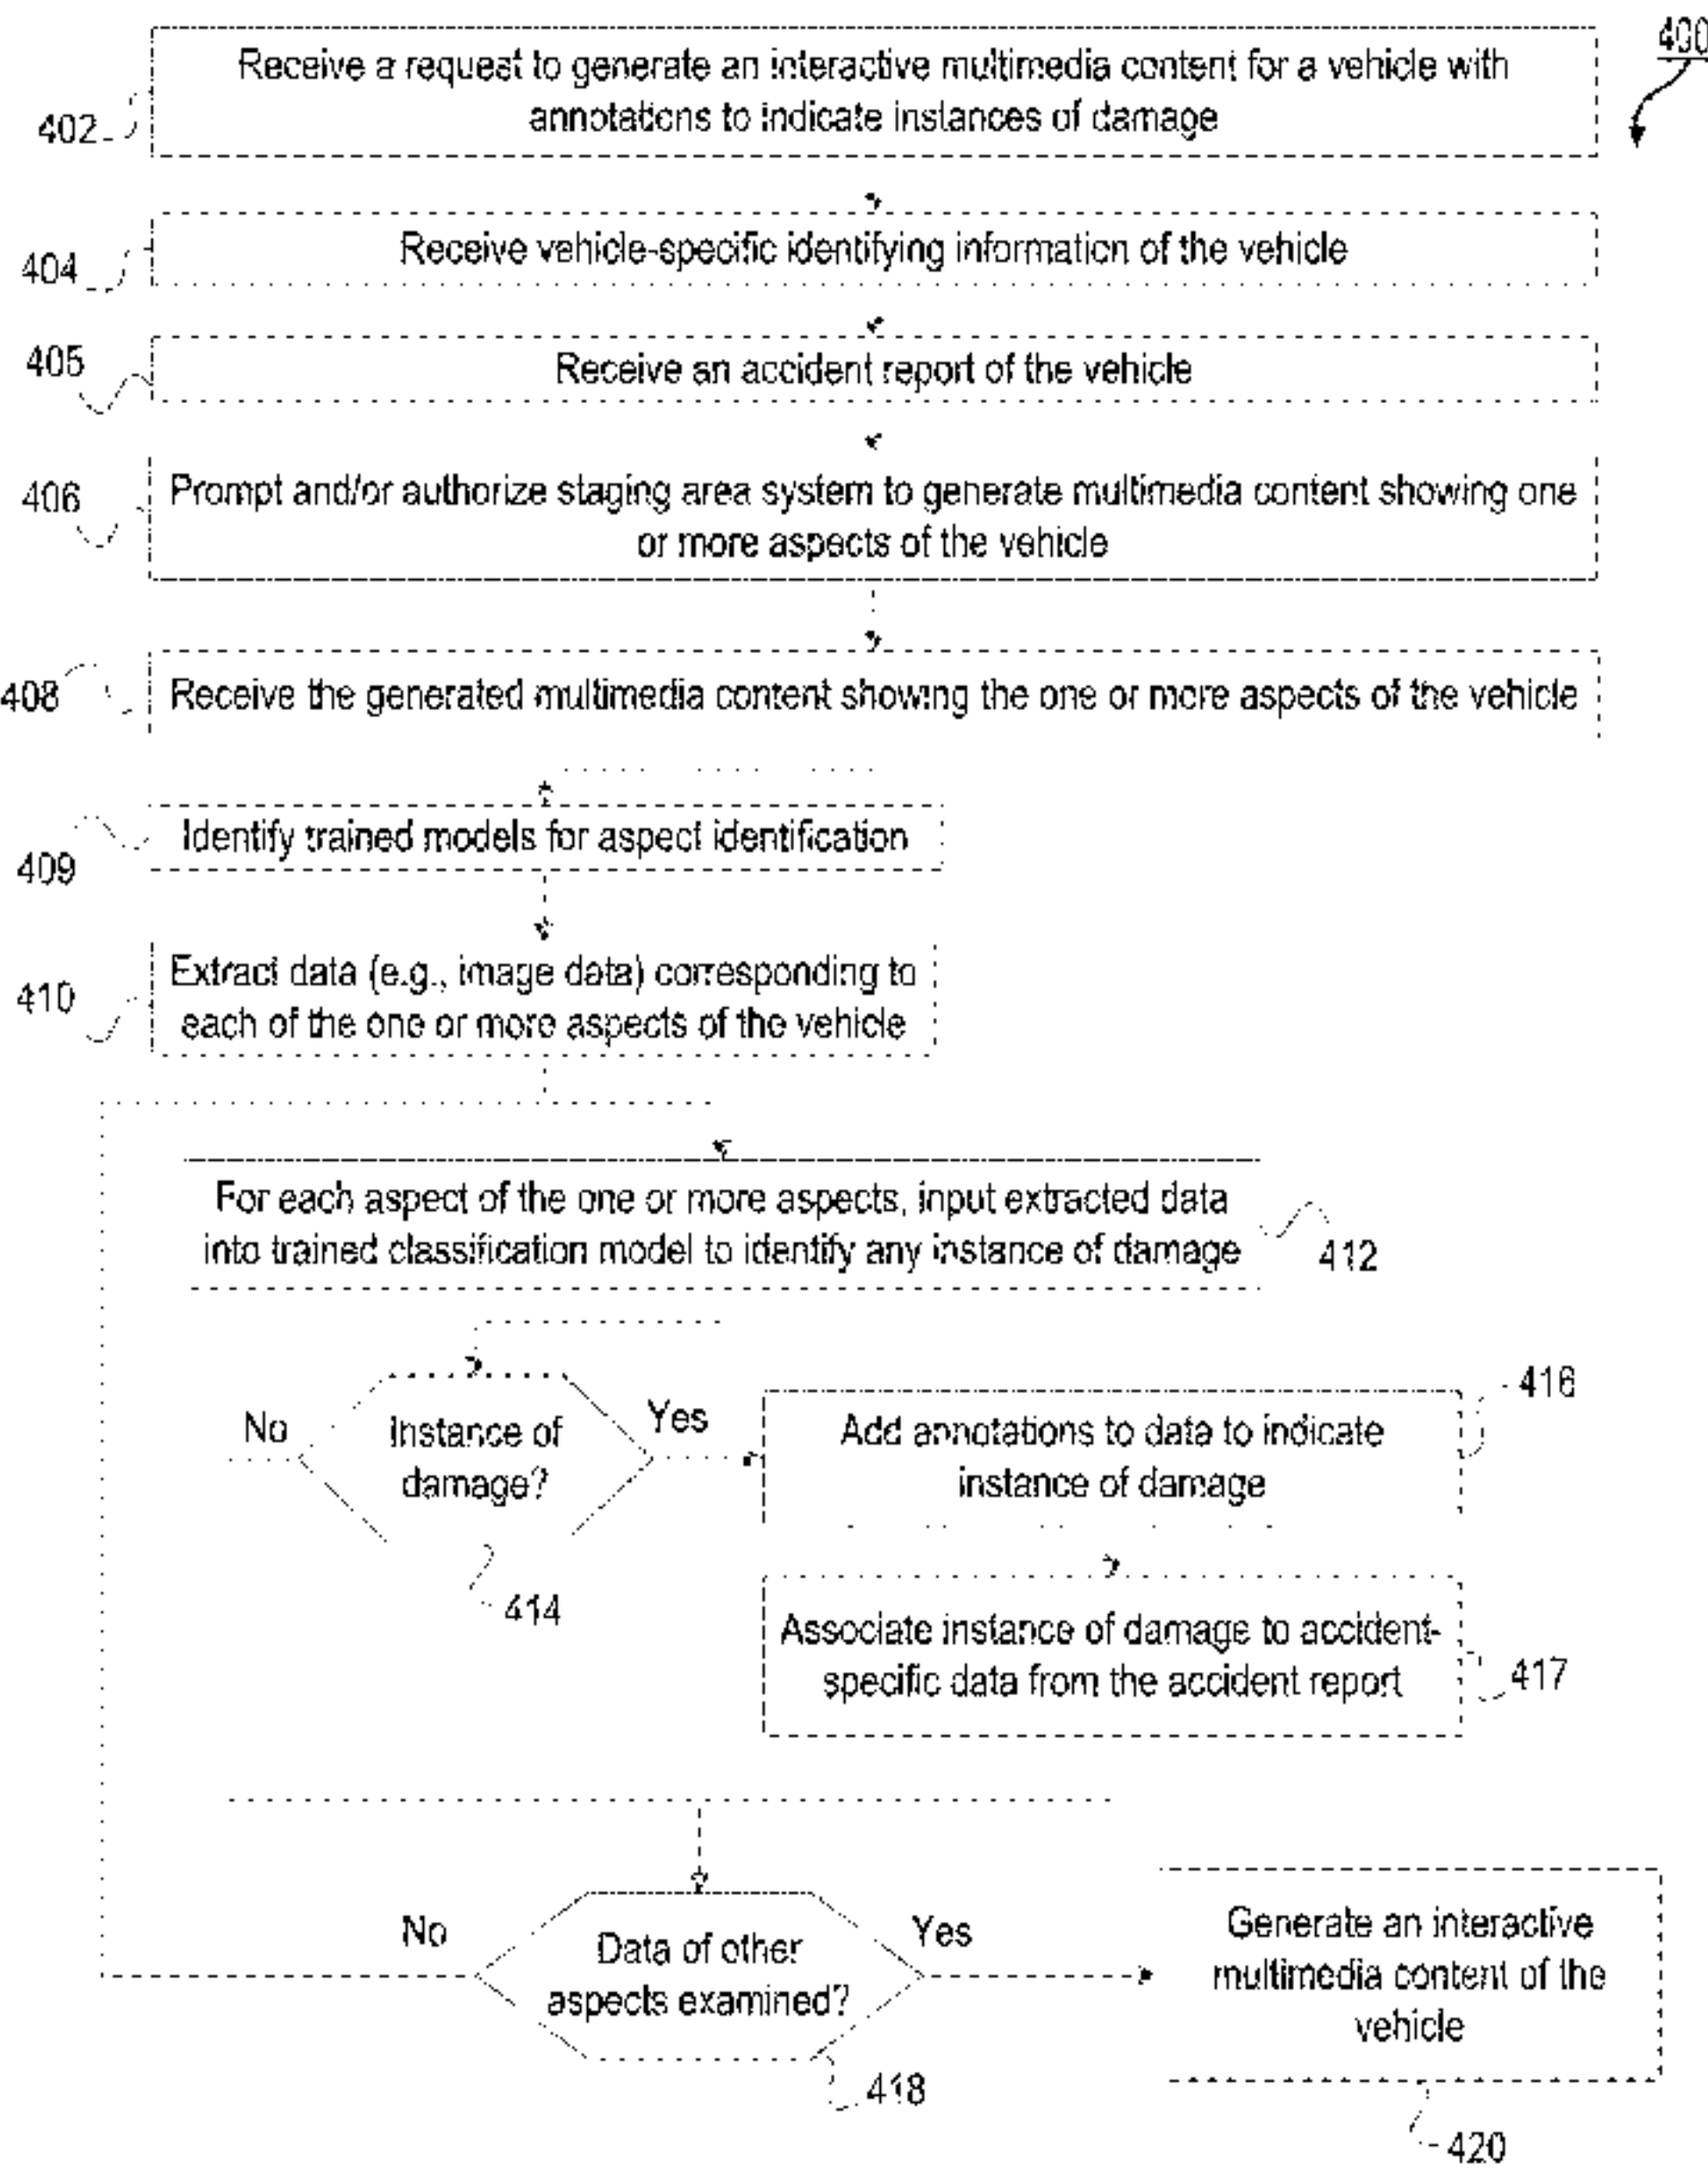 400
Receive a request to generate an interactive multimedia content for a vehicle with
annotations to indicate instances of damage
402
Receive vehicle-specific identifying information of the vehicle
404
405
Receive an accident report of the vehicle
406
Prompt and/or authorize staging area system to generate multimedia content showing one
or more aspects of the vehicle
408
Receive the generated multimedia content showing the one or more aspects of the vehicle
Identify trained models for aspect identification
409
Extract data (e.g., image data) corresponding to
each of the one or more aspects of the vehicle
410
For each aspect of the one or more aspects, input extracted data
into trained classification model to identify any instance of damage
412
No
Instance of
damage?
Yes
414
Add annotations to data to indicate
instance of damage
416
Associate instance of damage to accident-
specific data from the accident report
417
No
Data of other
aspects examined?
Yes
418
Generate an interactive
multimedia content of the
vehicle
420